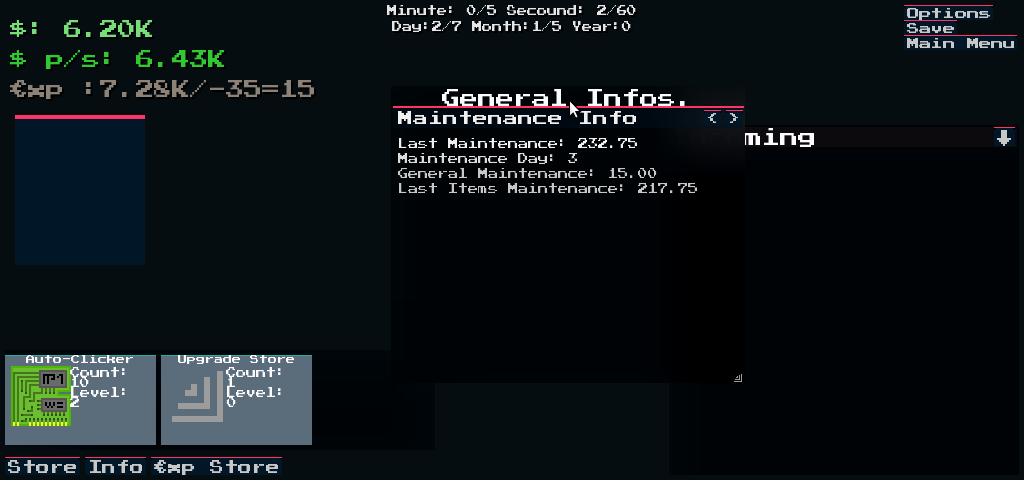 Minute: 0/5 Secound: 2/60
Day:2/7 Month:1/5 Year:0
Options
Save
Main Menu
$: 6.20K
$ p/s: 6.43K
€xp :7.28K/-35=15
General Infos.
Maintenance Info < >
ming
Last Maintenance: 232.75
Maintenance Day: 3
General Maintenance: 15.00
Last Items Maintenance: 217.75
Auto-Clicker
Count:
10
Level:
2
Upgrade Store
Count:
1
Level:
0
Store Info €xp Store